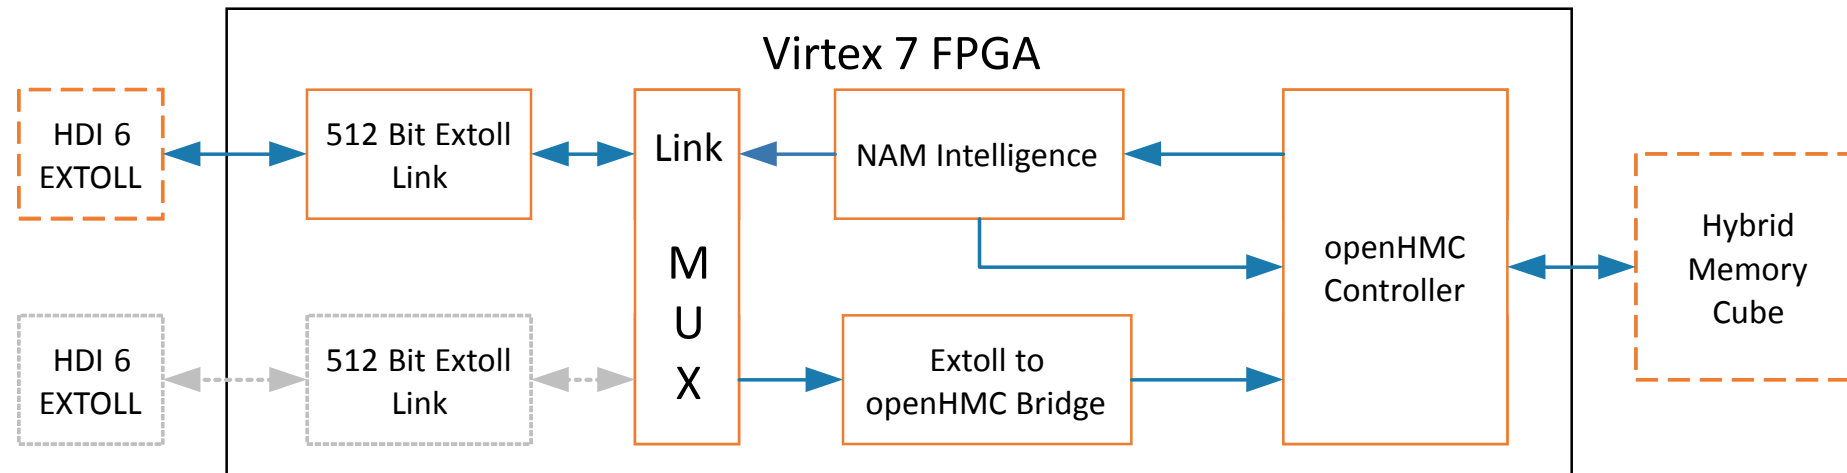 Virtex 7 FPGA
HDI 6
EXTOLL
512 Bit Extoll
Link
Link
M
U
X
NAM Intelligence
openHMC
Controller
Hybrid
Memory
Cube
HDI 6
EXTOLL
512 Bit Extoll
Link
Extoll to
openHMC Bridge